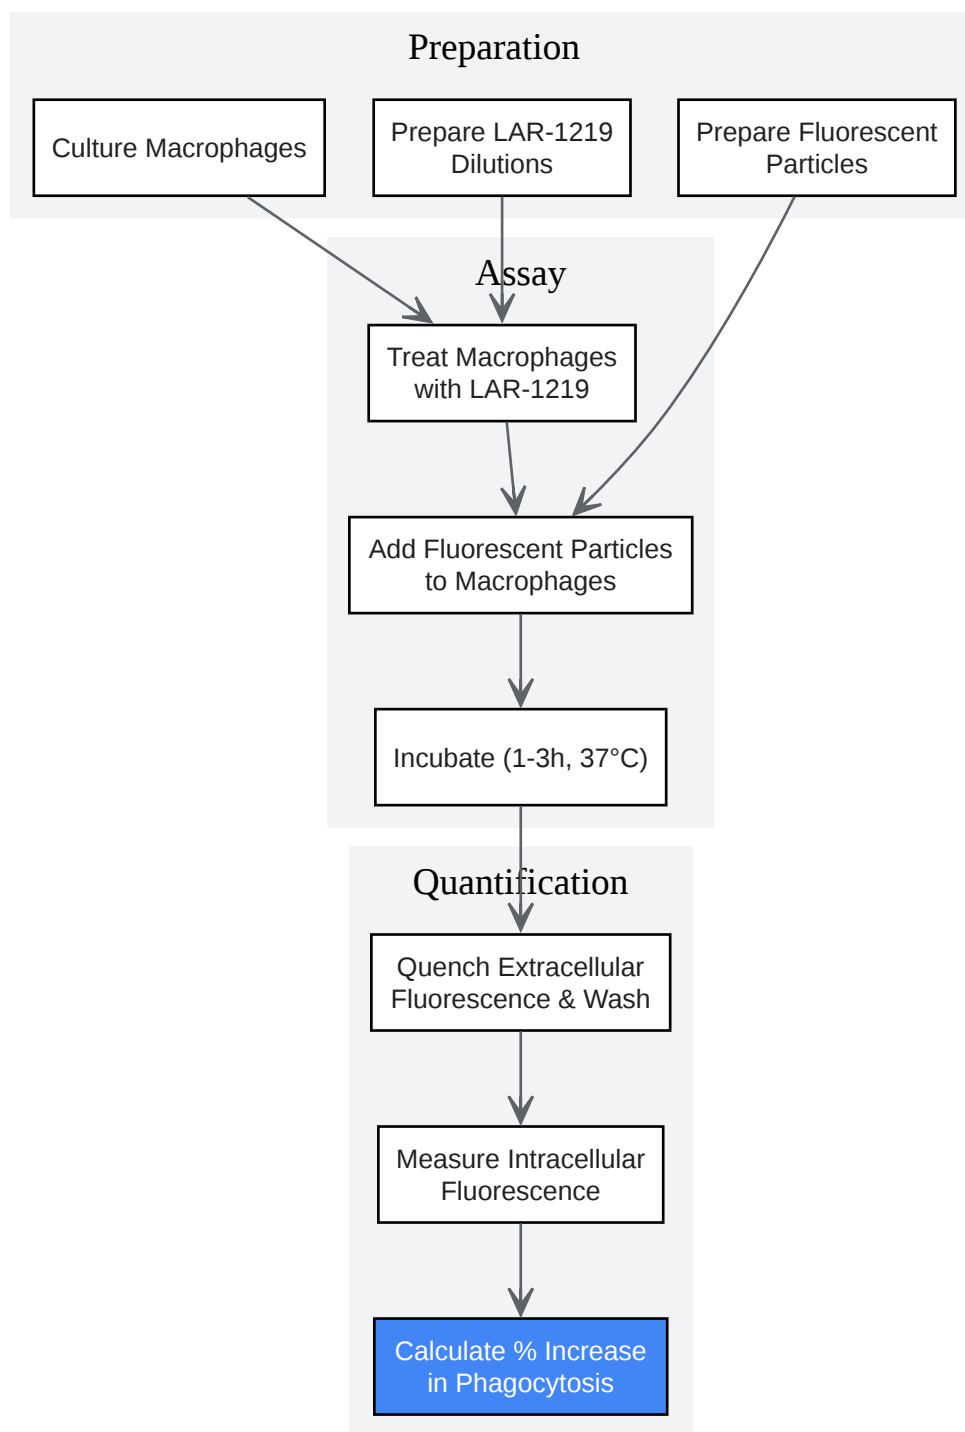 Preparation
Culture Macrophages
Prepare LAR-1219
Dilutions
Prepare Fluorescent
Particles
Assay
Treat Macrophages
with LAR-1219
Add Fluorescent Particles
to Macrophages
Incubate (1-3h, 37°C)
Quantification
Quench Extracellular
Fluorescence & Wash
Measure Intracellular
Fluorescence
Calculate % Increase
in Phagocytosis